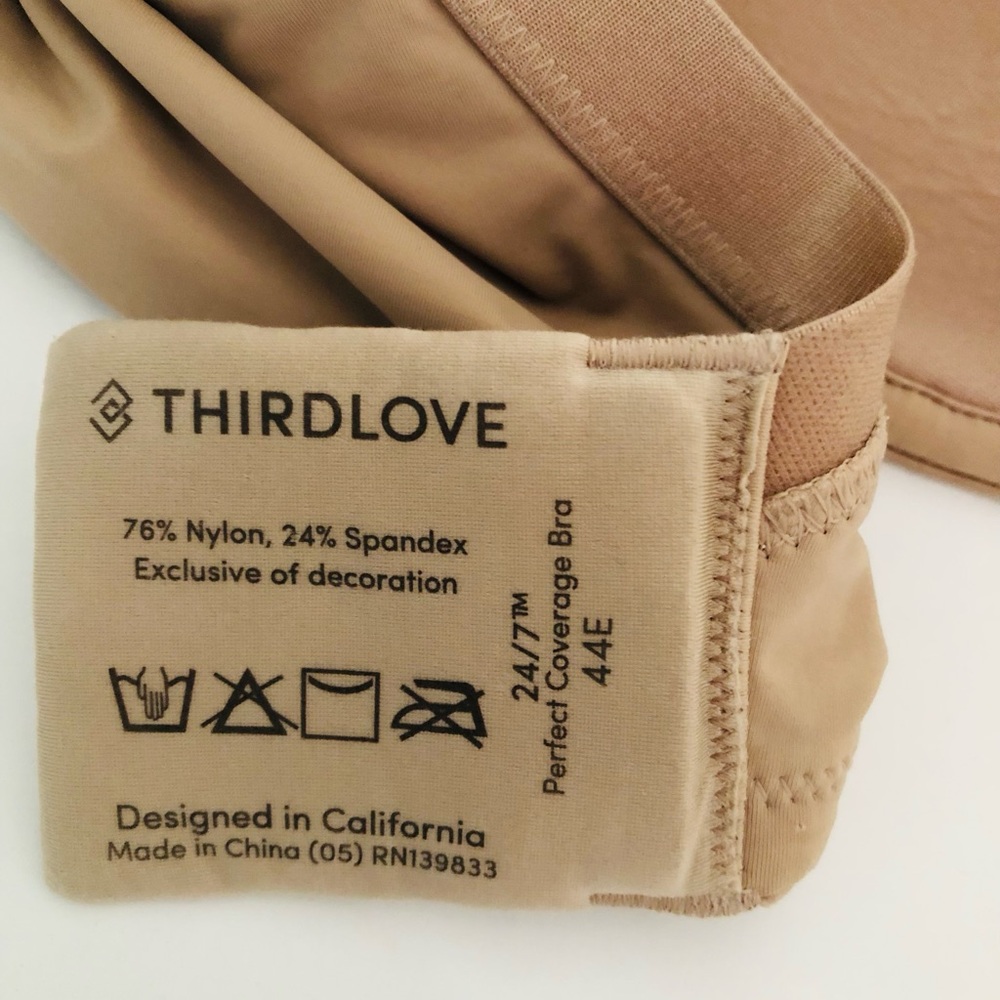 THIRDLOVE
76% Nylon, 24% Spandex
Exclusive of decoration
24/7™
Perfect Coverage Bra
44E
Designed in California
Made in China (05) RN139833